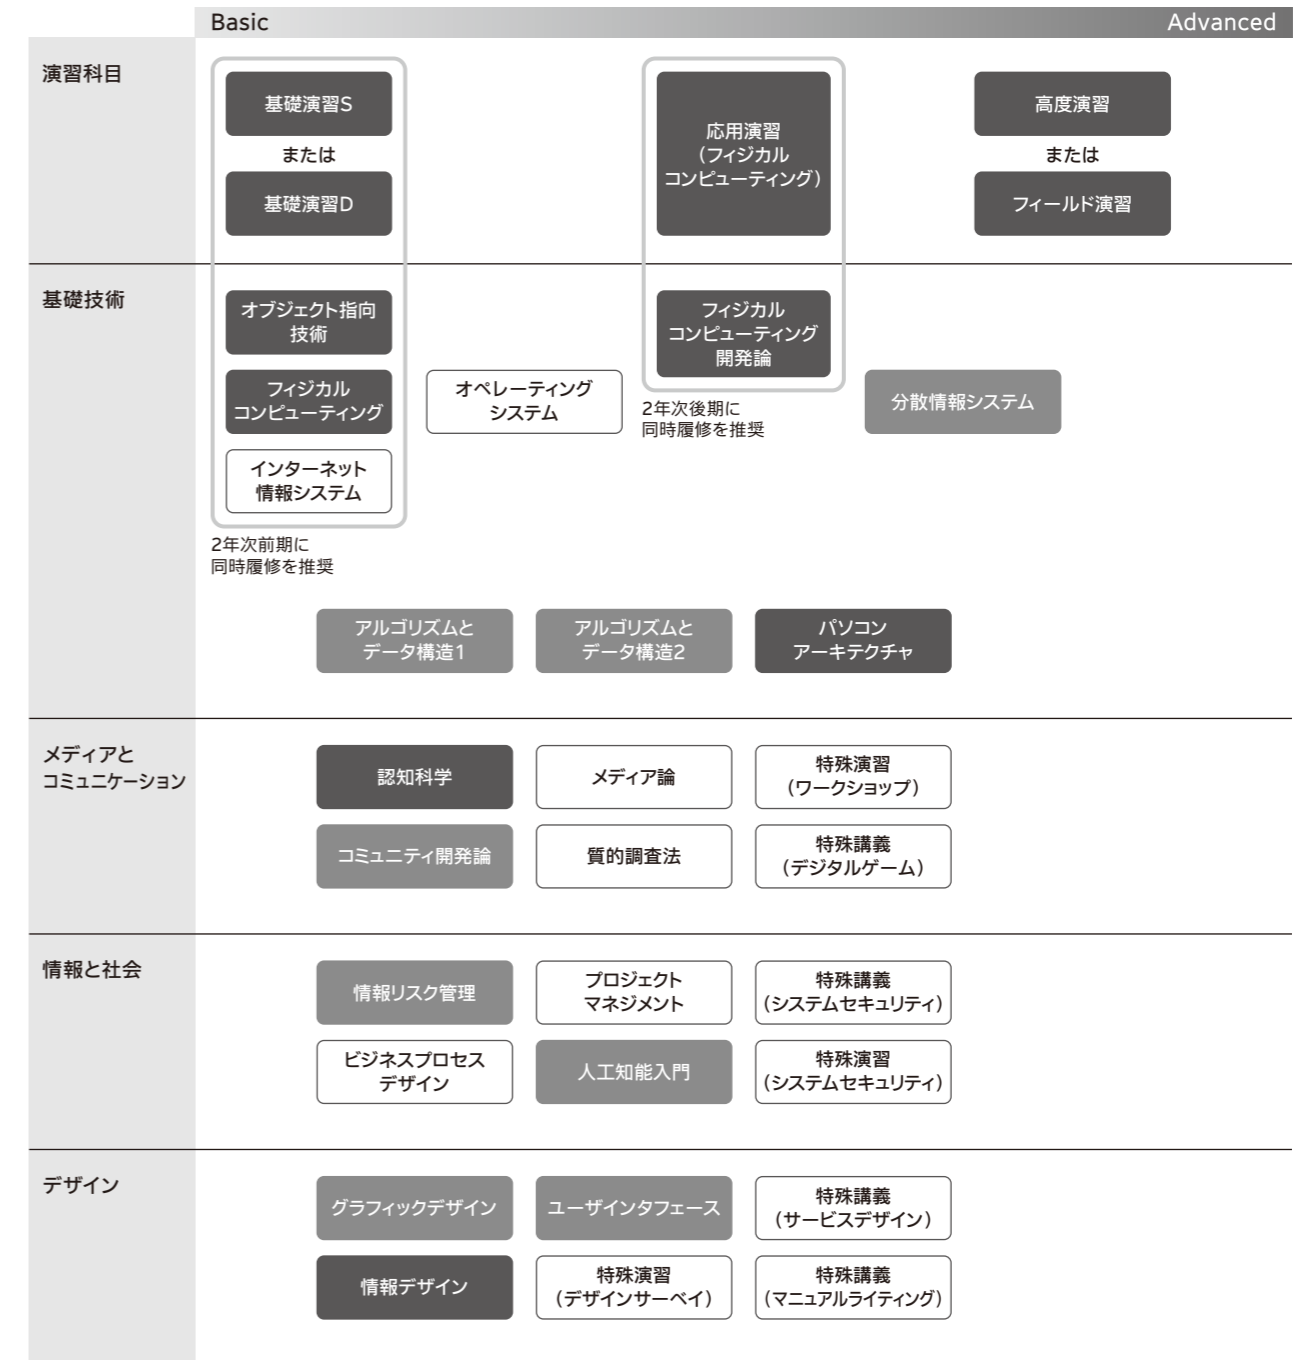 Basic
Advanced
演習科目
基礎演習S
または
基礎演習D
応用演習
（フィジカル
コンピューティング）
高度演習
または
フィールド演習
基礎技術
オブジェクト指向
技術
フィジカル
コンピューティング
インターネット
情報システム
2年次前期に
同時履修を推奨
オペレーティング
システム
フィジカル
コンピューティング
開発論
2年次後期に
同時履修を推奨
分散情報システム
アルゴリズムと
データ構造1
アルゴリズムと
データ構造2
パソコン
アーキテクチャ
メディアと
コミュニケーション
認知科学
メディア論
特殊演習
（ワークショップ）
コミュニティ開発論
質的調査法
特殊講義
（デジタルゲーム）
情報と社会
情報リスク管理
プロジェクト
マネジメント
特殊講義
（システムセキュリティ）
ビジネスプロセス
デザイン
人工知能入門
特殊演習
（システムセキュリティ）
デザイン
グラフィックデザイン
ユーザインタフェース
特殊講義
（サービスデザイン）
情報デザイン
特殊演習
（デザインサーベイ）
特殊講義
（マニュアルライティング）